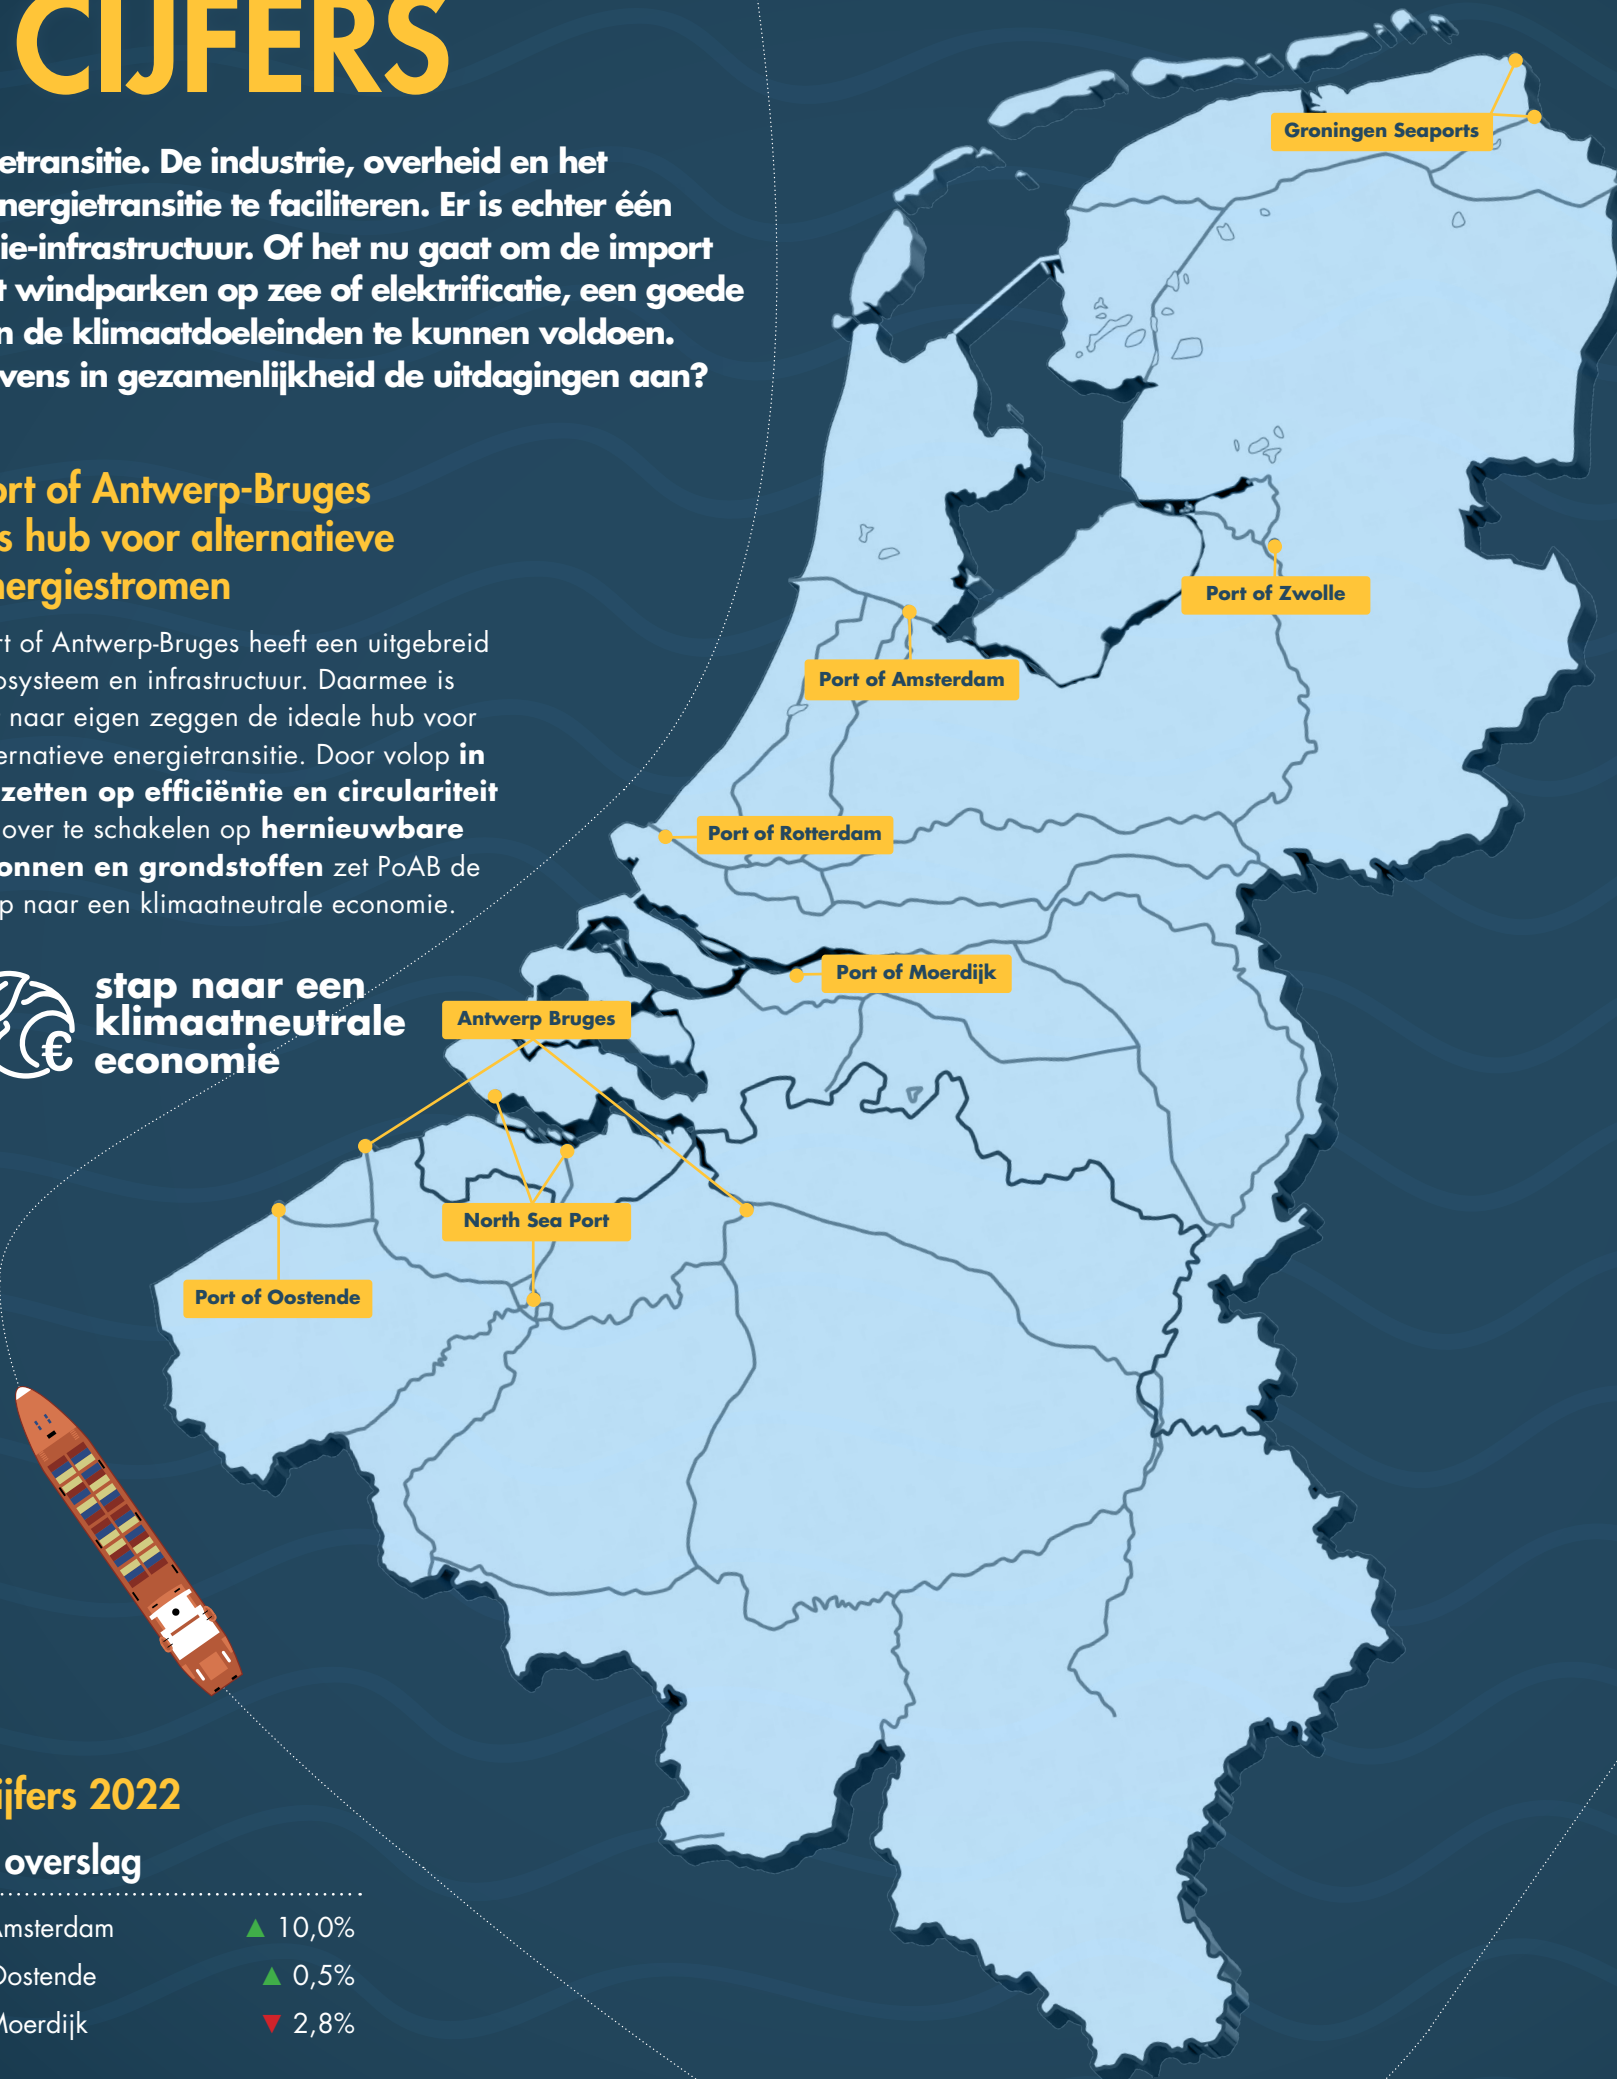 CIJFERS
etransitie. De industrie, overheid en het
nergietransitie te faciliteren. Er is echter één
ie-infrastructuur. Of het nu gaat om de import
t windparken op zee of elektrificatie, een goede
n de klimaatdoeleinden te kunnen voldoen.
vens in gezamenlijkheid de uitdagingen aan?
ort of Antwerp-Bruges
s hub voor alternatieve
nergiestromen
rt of Antwerp-Bruges heeft een uitgebreid
osysteem en infrastructuur. Daarmee is
naar eigen zeggen de ideale hub voor
ernatieve energietransitie. Door volop in
zetten op efficiëntie en circulariteit
over te schakelen op hernieuwbare
onnen en grondstoffen zet PoAB de
p naar een klimaatneutrale economie.
€
stap naar een
klimaatneutrale
economie
Groningen Seaports
Port of Zwolle
Port of Amsterdam
Port of Rotterdam
Port of Moerdijk
Antwerp Bruges
North Sea Port
Port of Oostende
ijfers 2022
overslag
Amsterdam ▲ 10,0%
Oostende ▲ 0,5%
Moerdijk ▼ 2,8%